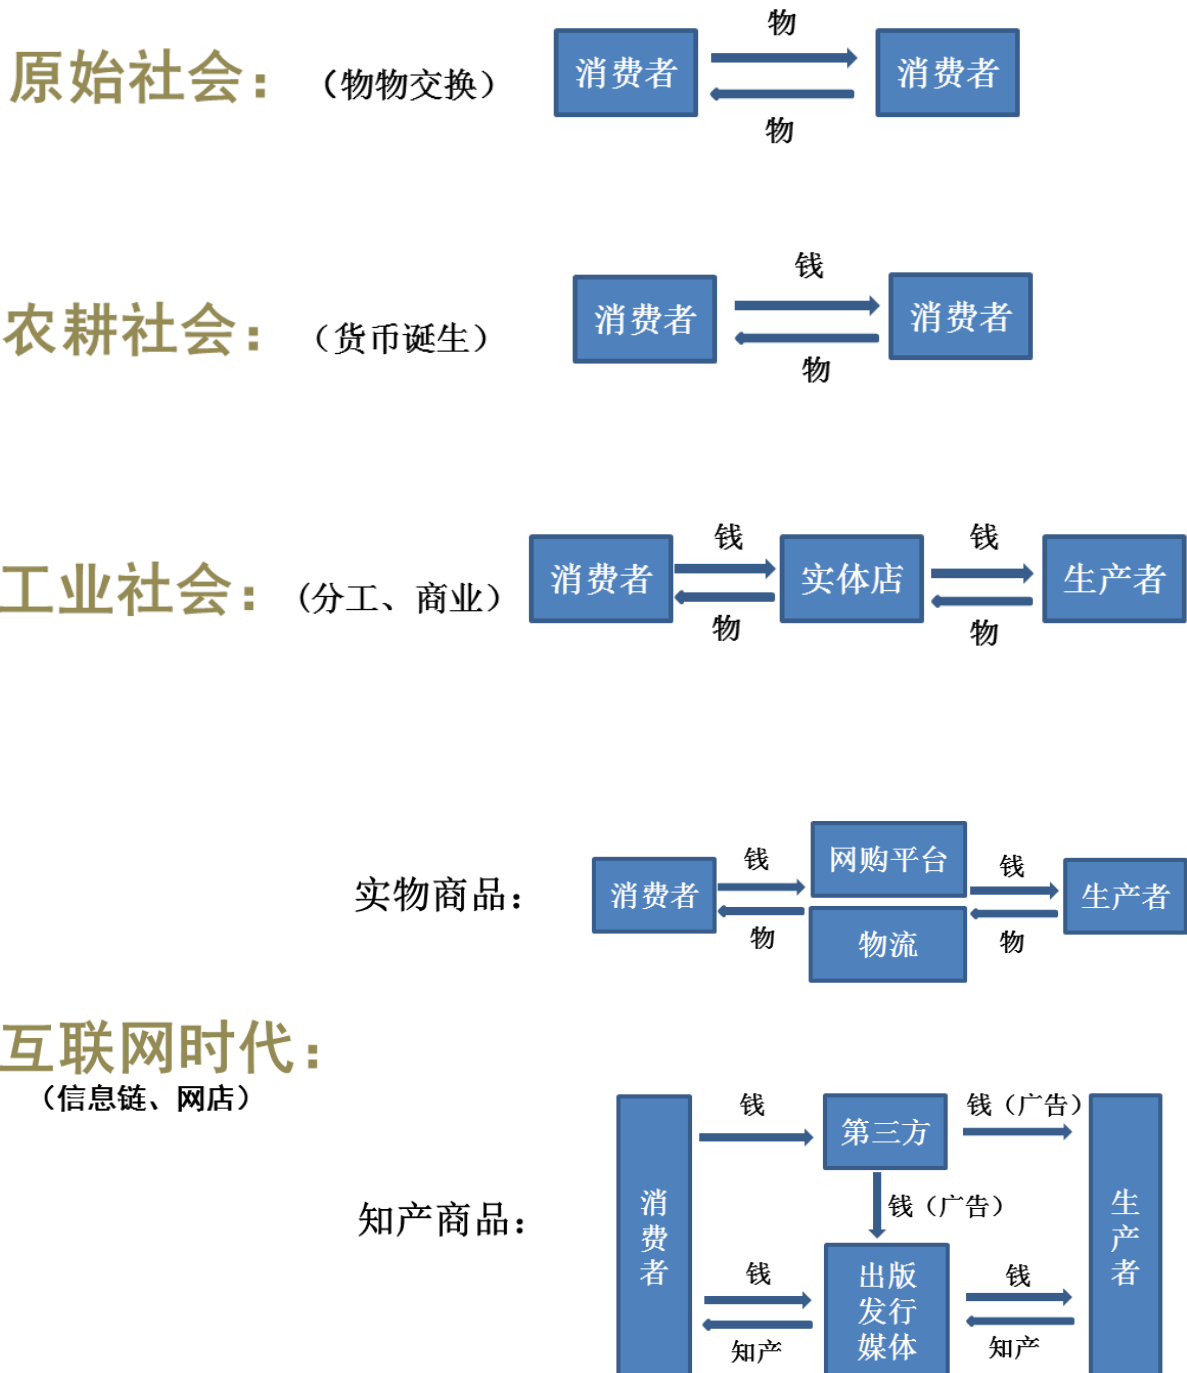 物
原始社会：（物物交换）
消费者
消费者
物
钱
农耕社会：（货币诞生）
消费者
消费者
物
钱
钱
工业社会：(分工、商业）
消费者
实体店
生产者
物
物
实物商品：
钱
网购平台
钱
消费者
生产者
物
物流
物
互联网时代：
（信息链、网店）
知产商品：
钱
第三方
钱（广告）
钱（广告）
消
费
者
生
产
者
钱
出版
发行
媒体
钱
知产
知产